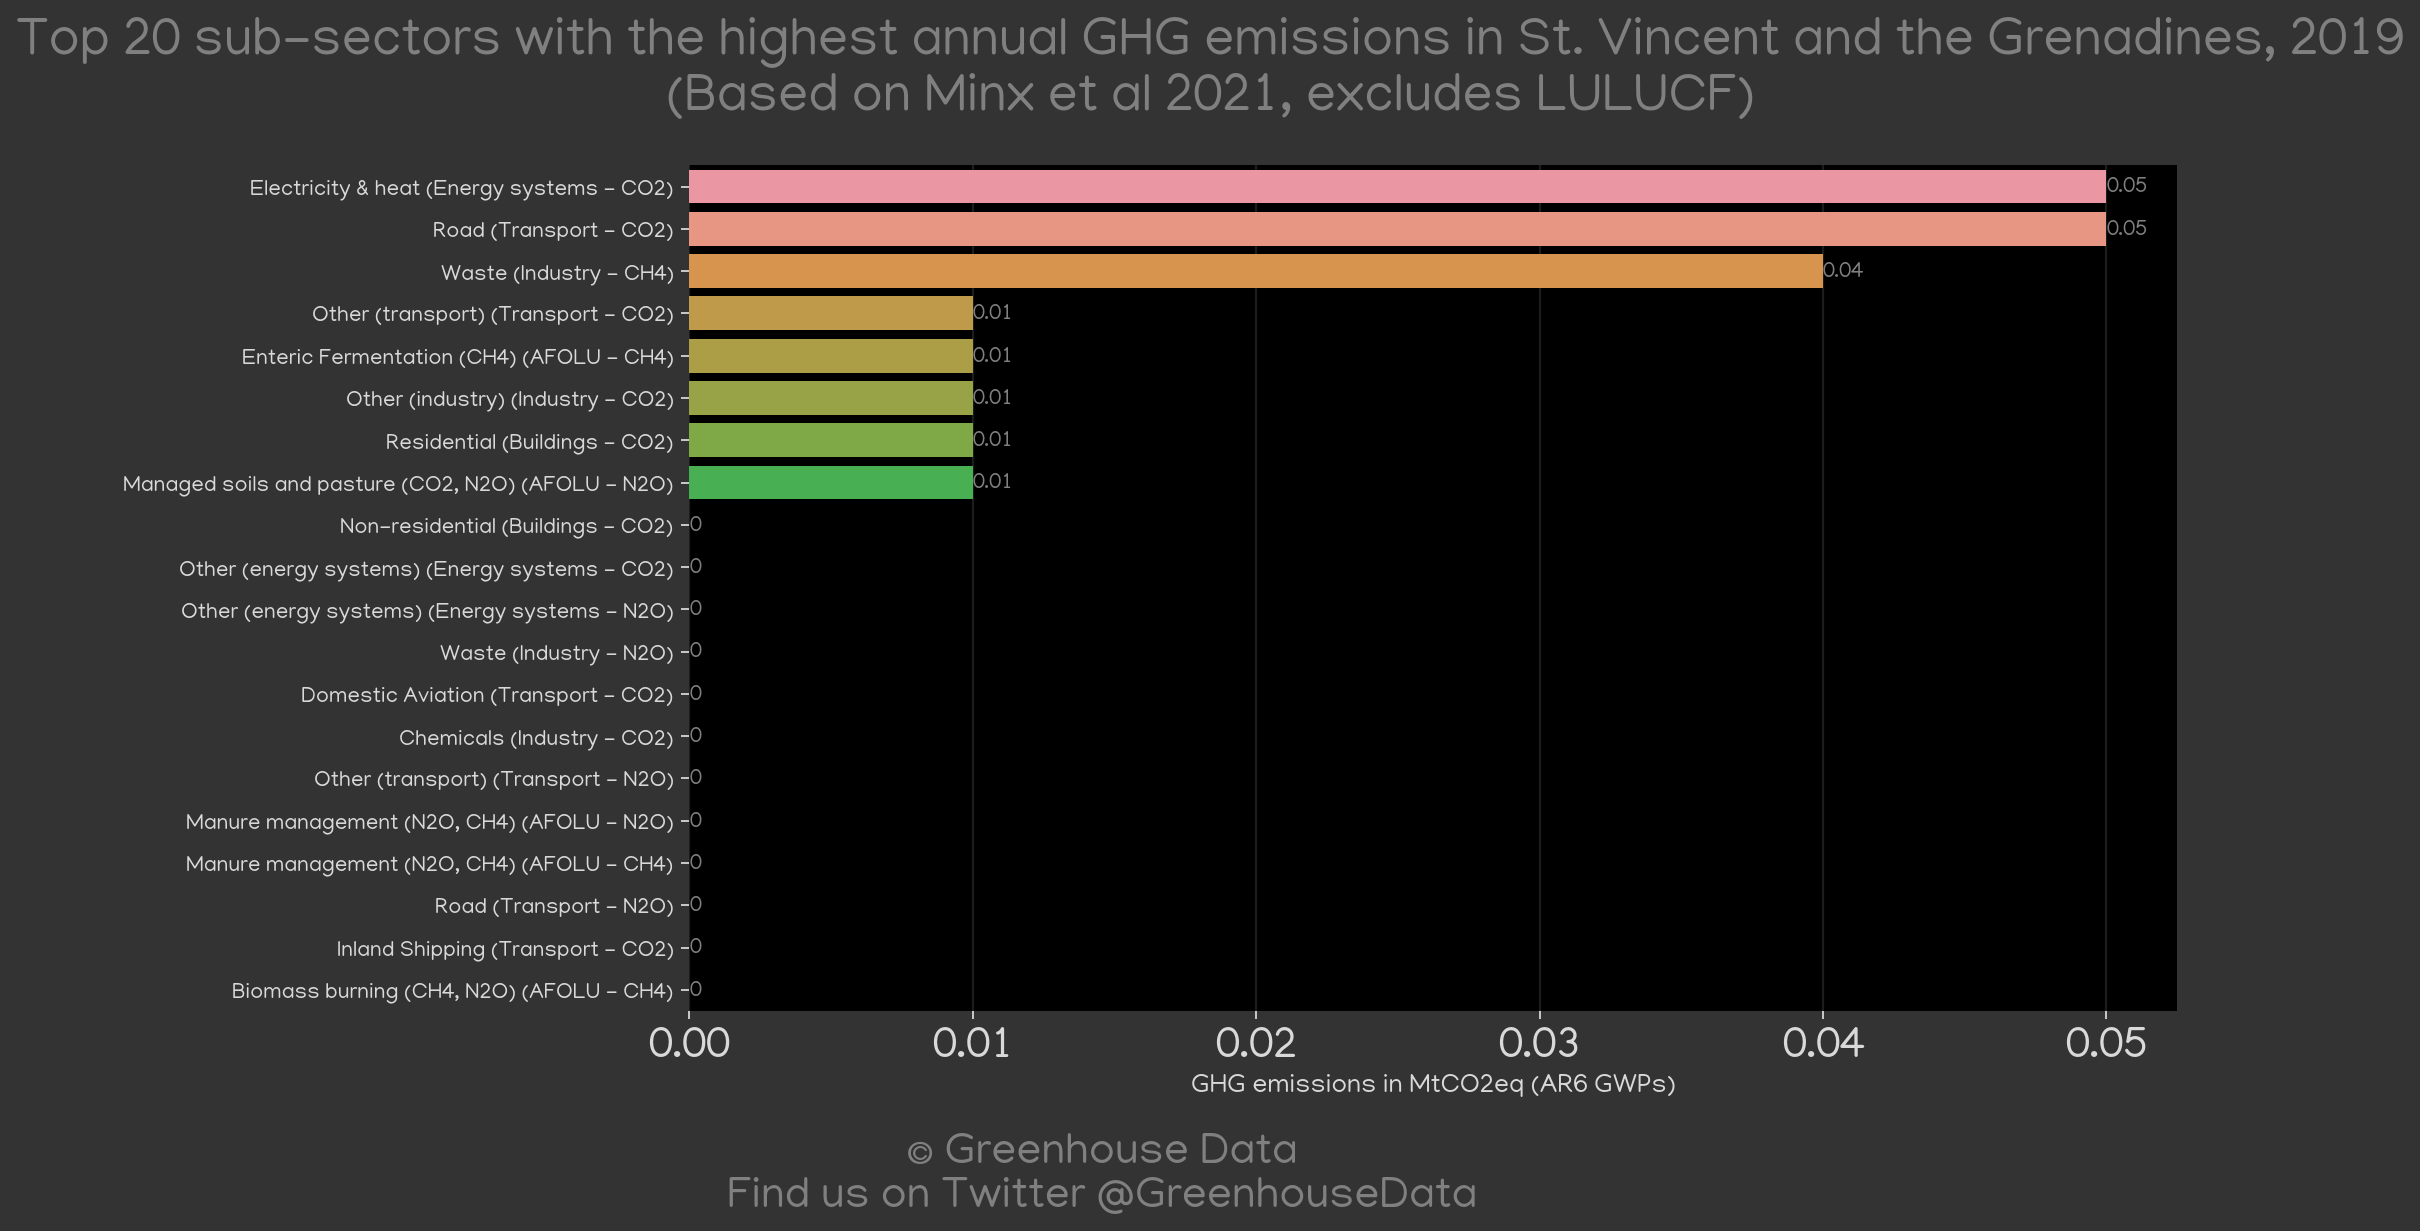 Top 20 sub-sectors with the highest annual GHG emissions in St. Vincent and the Grenadines, 2019
(Based on Minx et al 2021, excludes LULUCF)
Electricity & heat (Energy systems - CO2) 0.05
Road (Transport - CO2) 0.05
Waste (Industry - CH4) 0.04
Other (transport) (Transport - CO2) 0.01
Enteric Fermentation (CH4) (AFOLU - CH4) 0.01
Other (industry) (Industry - CO2) 0.01
Residential (Buildings - CO2) 0.01
Managed soils and pasture (CO2, N2O) (AFOLU - N2O) 0.01
Non-residential (Buildings - CO2) 0
Other (energy systems) (Energy systems - CO2) 0
Other (energy systems) (Energy systems - N2O) 0
Waste (Industry - N2O) 0
Domestic Aviation (Transport - CO2) 0
Chemicals (Industry - CO2) 0
Other (transport) (Transport - N2O) 0
Manure management (N2O, CH4) (AFOLU - N2O) 0
Manure management (N2O, CH4) (AFOLU - CH4) 0
Road (Transport - N2O) 0
Inland Shipping (Transport - CO2) 0
Biomass burning (CH4, N2O) (AFOLU - CH4) 0
0.00 0.01 0.02 0.03 0.04 0.05
GHG emissions in MtCO2eq (AR6 GWPs)
© Greenhouse Data
Find us on Twitter @GreenhouseData